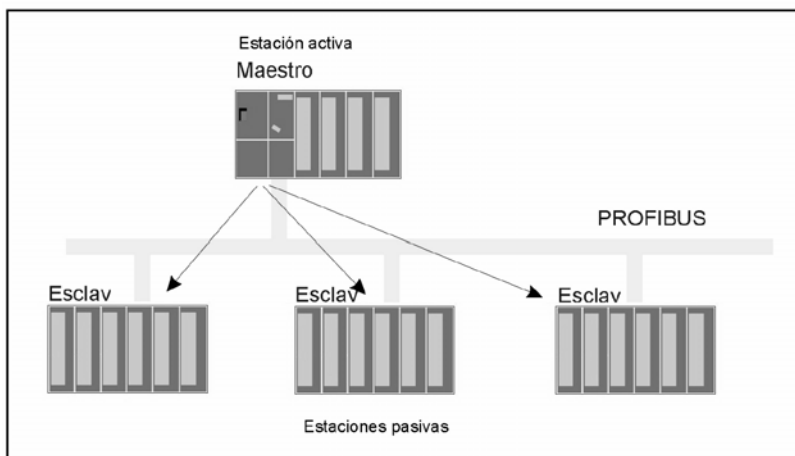 Estación activa
Maestro
PROFIBUS
Esclav
Esclav
Esclav
Estaciones pasivas